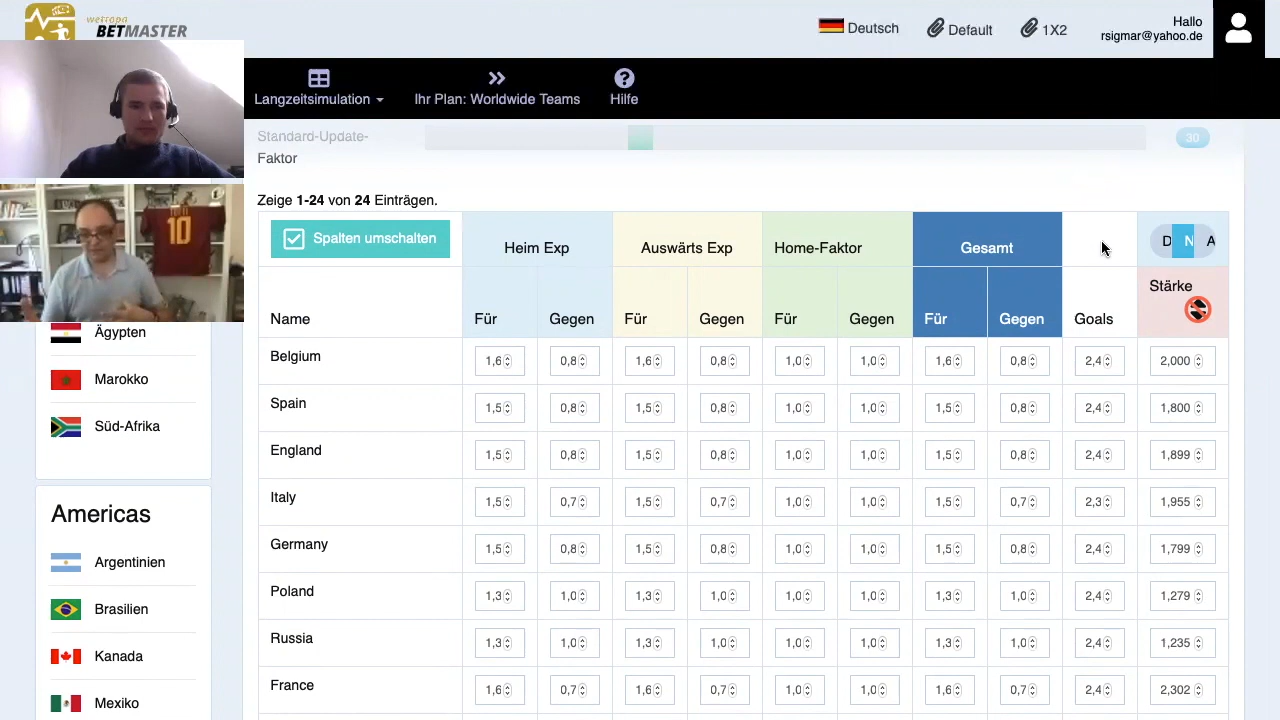 wettopa
BETMASTER
Deutsch
Default
1X2
Hallo
rsigmar@yahoo.de
Langzeitsimulation
Ihr Plan: Worldwide Teams
Hilfe
Standard-Update-
Faktor
30
Zeige 1-24 von 24 Einträgen.
Spalten umschalten
Heim Exp
Auswärts Exp
Home-Faktor
Gesamt
D N A
Name
Für
Gegen
Für
Gegen
Für
Gegen
Für
Gegen
Goals
Stärke
Belgium 1,6 0,8 1,6 0,8 1,0 1,0 1,6 0,8 2,4 2,000
Spain 1,5 0,8 1,5 0,8 1,0 1,0 1,5 0,8 2,4 1,800
England 1,5 0,8 1,5 0,8 1,0 1,0 1,5 0,8 2,4 1,899
Italy 1,5 0,7 1,5 0,7 1,0 1,0 1,5 0,7 2,3 1,955
Germany 1,5 0,8 1,5 0,8 1,0 1,0 1,5 0,8 2,4 1,799
Poland 1,3 1,0 1,3 1,0 1,0 1,0 1,3 1,0 2,4 1,279
Russia 1,3 1,0 1,3 1,0 1,0 1,0 1,3 1,0 2,4 1,235
France 1,6 0,7 1,6 0,7 1,0 1,0 1,6 0,7 2,4 2,302
10
Ägypten
Marokko
Süd-Afrika
Americas
Argentinien
Brasilien
Kanada
Mexiko